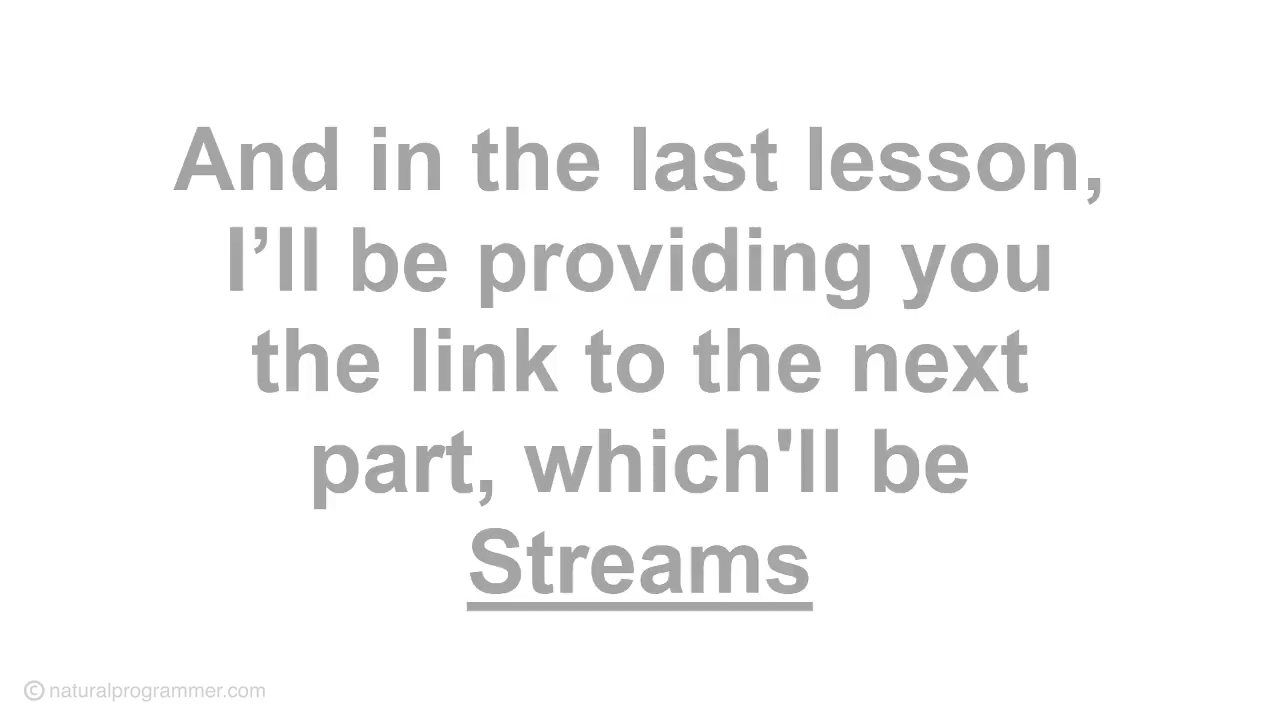 And in the last lesson,
I’ll be providing you
the link to the next
part, which'll be
Streams
© naturalprogrammer.com